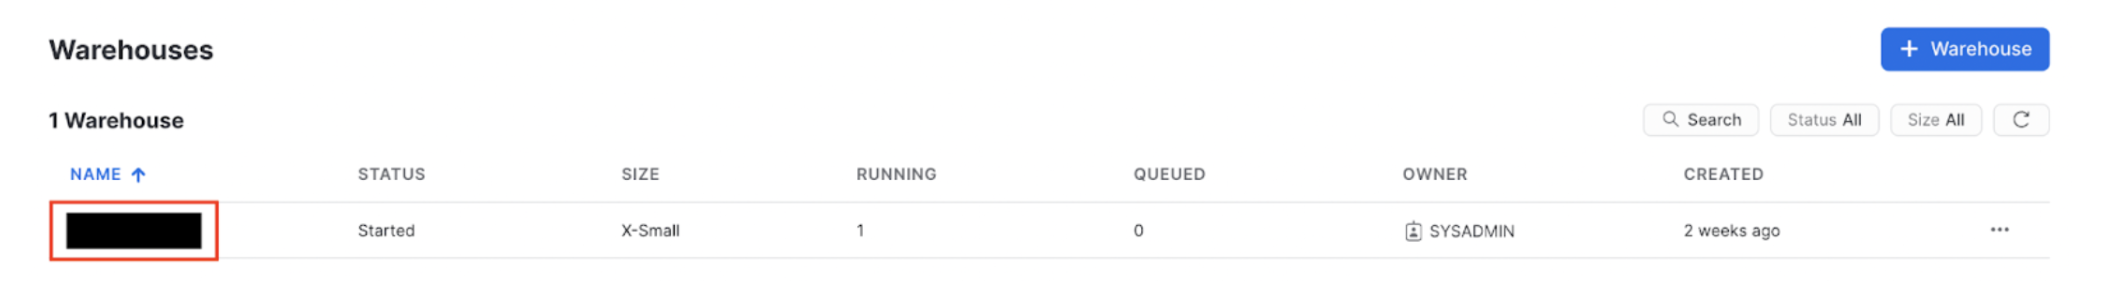 Warehouses
+ Warehouse
1 Warehouse
Search
Status All
Size All
NAME ↑ STATUS SIZE RUNNING QUEUED OWNER CREATED
Started X-Small 1 0 SYSADMIN 2 weeks ago ...